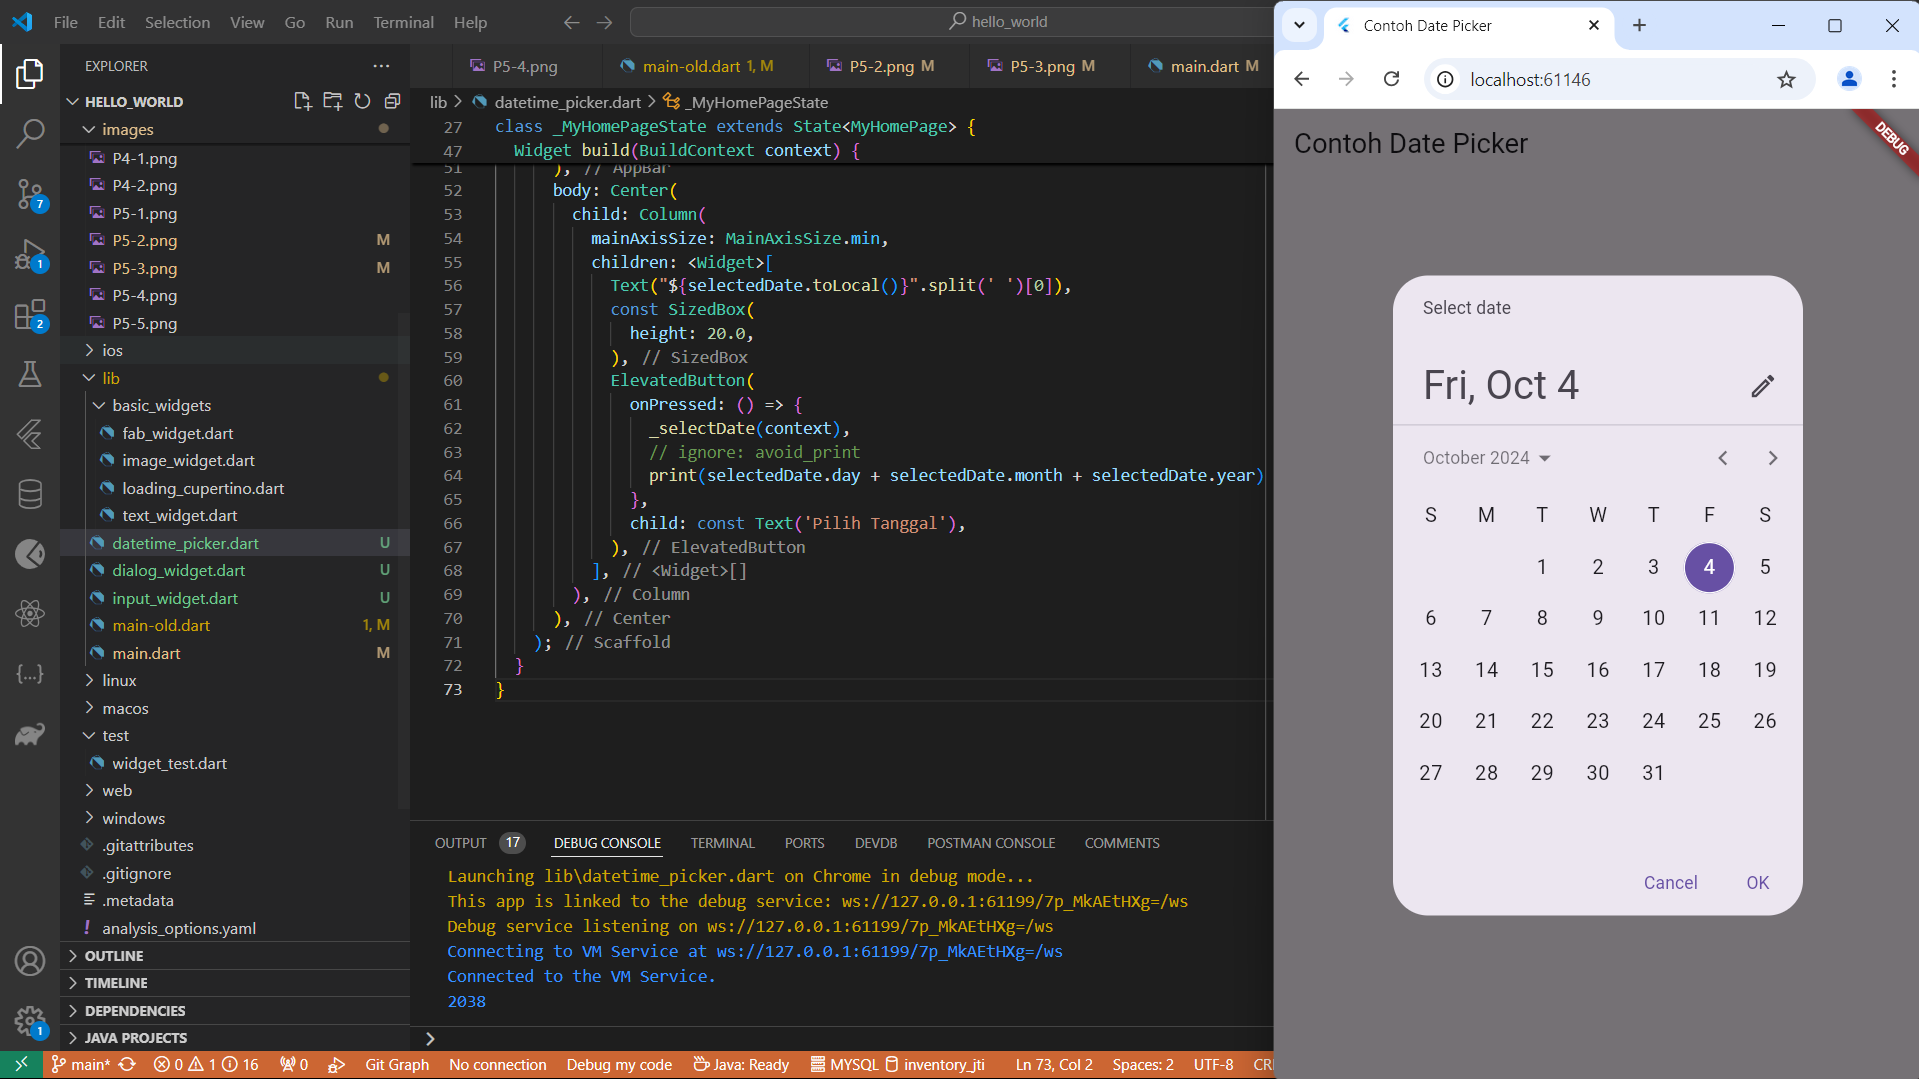 File Edit Selection View Go Run Terminal Help
hello_world
EXPLORER
HELLO_WORLD
images
P4-1.png
P4-2.png
P5-1.png
P5-2.png M
P5-3.png M
P5-4.png
P5-5.png
ios
lib
basic_widgets
fab_widget.dart
image_widget.dart
loading_cupertino.dart
text_widget.dart
datetime_picker.dart U
dialog_widget.dart U
input_widget.dart U
main-old.dart 1, M
main.dart M
linux
macos
test
widget_test.dart
web
windows
.gitattributes
.gitignore
.metadata
analysis_options.yaml
OUTLINE
TIMELINE
DEPENDENCIES
JAVA PROJECTS
7
1
2
1
P5-4.png main-old.dart 1, M P5-2.png M P5-3.png M main.dart M
lib > datetime_picker.dart > _MyHomePageState
27 class _MyHomePageState extends State<MyHomePage> {
47 Widget build(BuildContext context) {
51 ), // AppBar
52 body: Center(
53 child: Column(
54 mainAxisSize: MainAxisSize.min,
55 children: <Widget>[
56 Text("${selectedDate.toLocal()}".split(' ')[0]),
57 const SizedBox(
58 height: 20.0,
59 ), // SizedBox
60 ElevatedButton(
61 onPressed: () => {
62 _selectDate(context),
63 // ignore: avoid_print
64 print(selectedDate.day + selectedDate.month + selectedDate.year)
65 },
66 child: const Text('Pilih Tanggal'),
67 ), // ElevatedButton
68 ], // <Widget>[]
69 ), // Column
70 ), // Center
71 ); // Scaffold
72 }
73 }
OUTPUT 17 DEBUG CONSOLE TERMINAL PORTS DEVDB POSTMAN CONSOLE COMMENTS
Launching lib\datetime_picker.dart on Chrome in debug mode...
This app is linked to the debug service: ws://127.0.0.1:61199/7p_MkAEtHXg=/ws
Debug service listening on ws://127.0.0.1:61199/7p_MkAEtHXg=/ws
Connecting to VM Service at ws://127.0.0.1:61199/7p_MkAEtHXg=/ws
Connected to the VM Service.
2038
main* 0 1 16 0 Git Graph No connection Debug my code Java: Ready MYSQL inventory_jti Ln 73, Col 2 Spaces: 2 UTF-8
Contoh Date Picker
localhost:61146
Contoh Date Picker
DEBUG
Select date
Fri, Oct 4
October 2024
S M T W T F S
1 2 3 4 5
6 7 8 9 10 11 12
13 14 15 16 17 18 19
20 21 22 23 24 25 26
27 28 29 30 31
Cancel OK